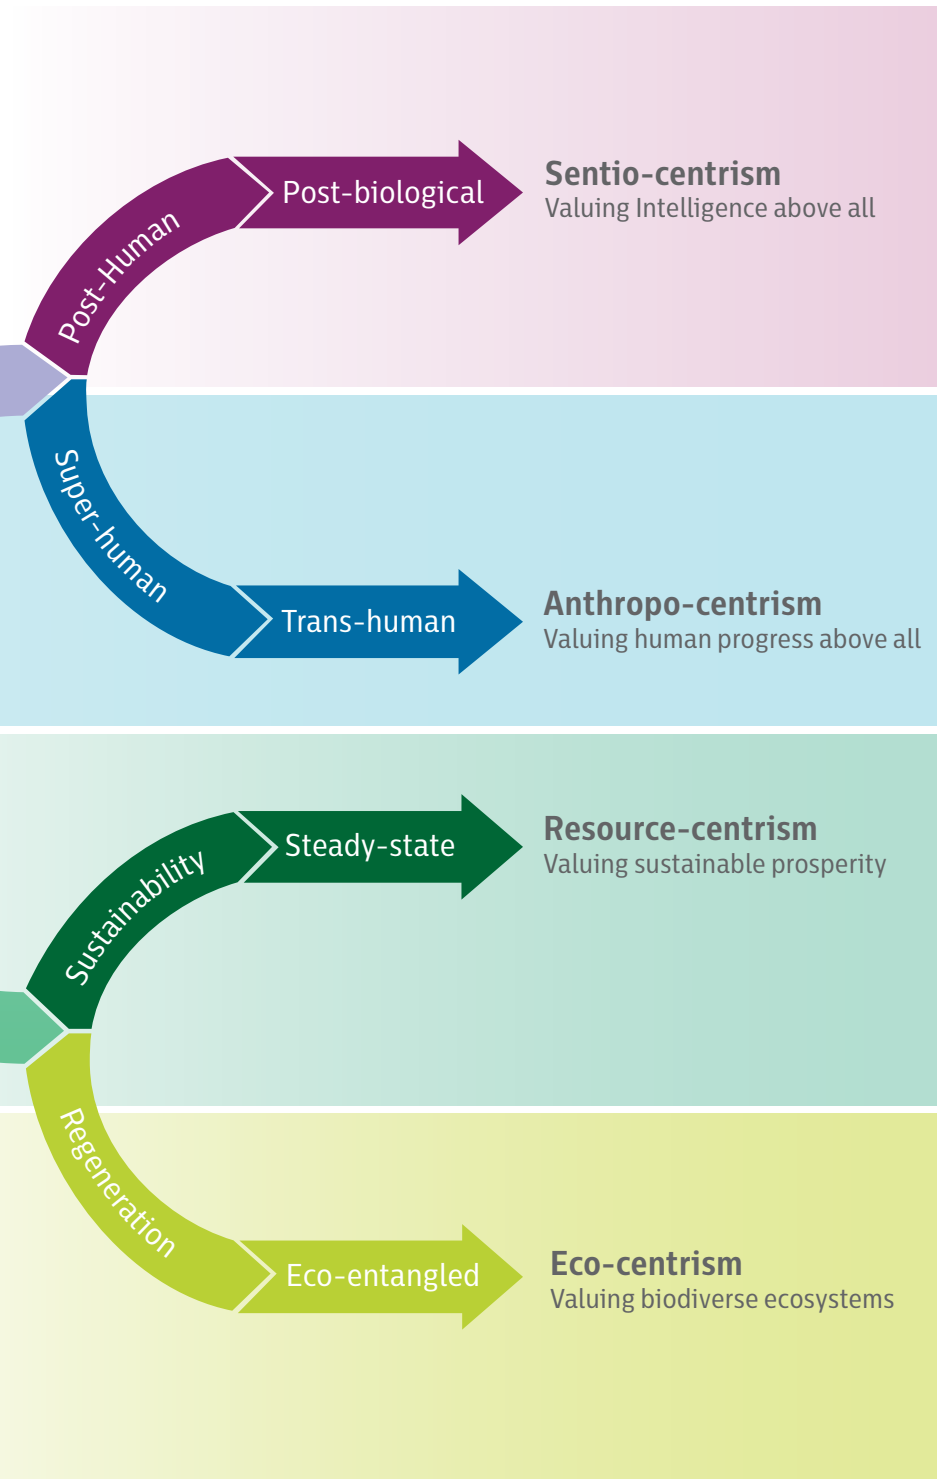 Post-Human
Post-biological
Sentio-centrism
Valuing Intelligence above all
Super-human
Trans-human
Anthropo-centrism
Valuing human progress above all
Sustainability
Steady-state
Resource-centrism
Valuing sustainable prosperity
Regeneration
Eco-entangled
Eco-centrism
Valuing biodiverse ecosystems